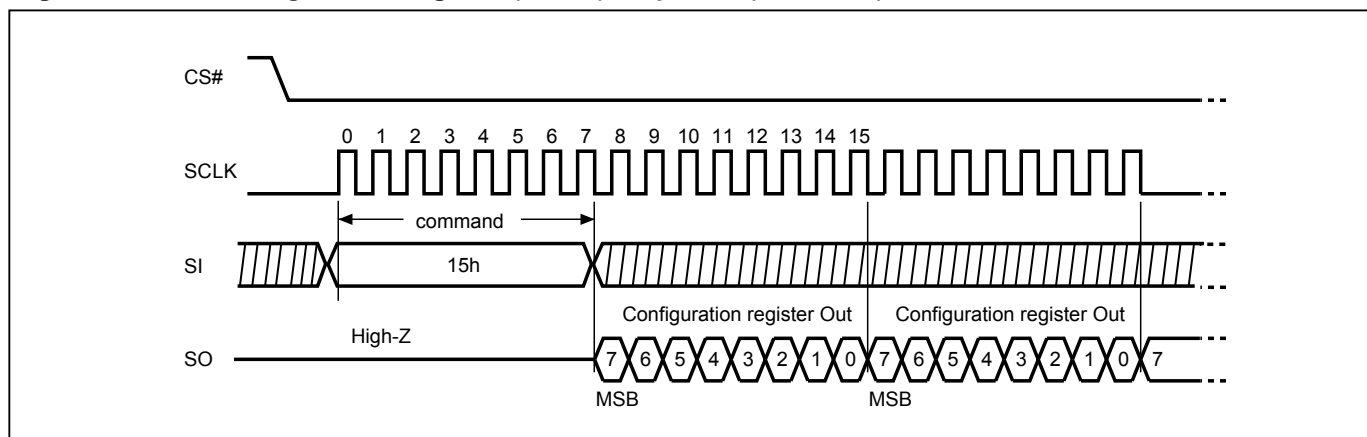 CS#
0 1 2 3 4 5 6 7 8 9 10 11 12 13 14 15
SCLK
command
SI
15h
Configuration register Out Configuration register Out
High-Z
SO
7 6 5 4 3 2 1 0 7 6 5 4 3 2 1 0 7
MSB MSB